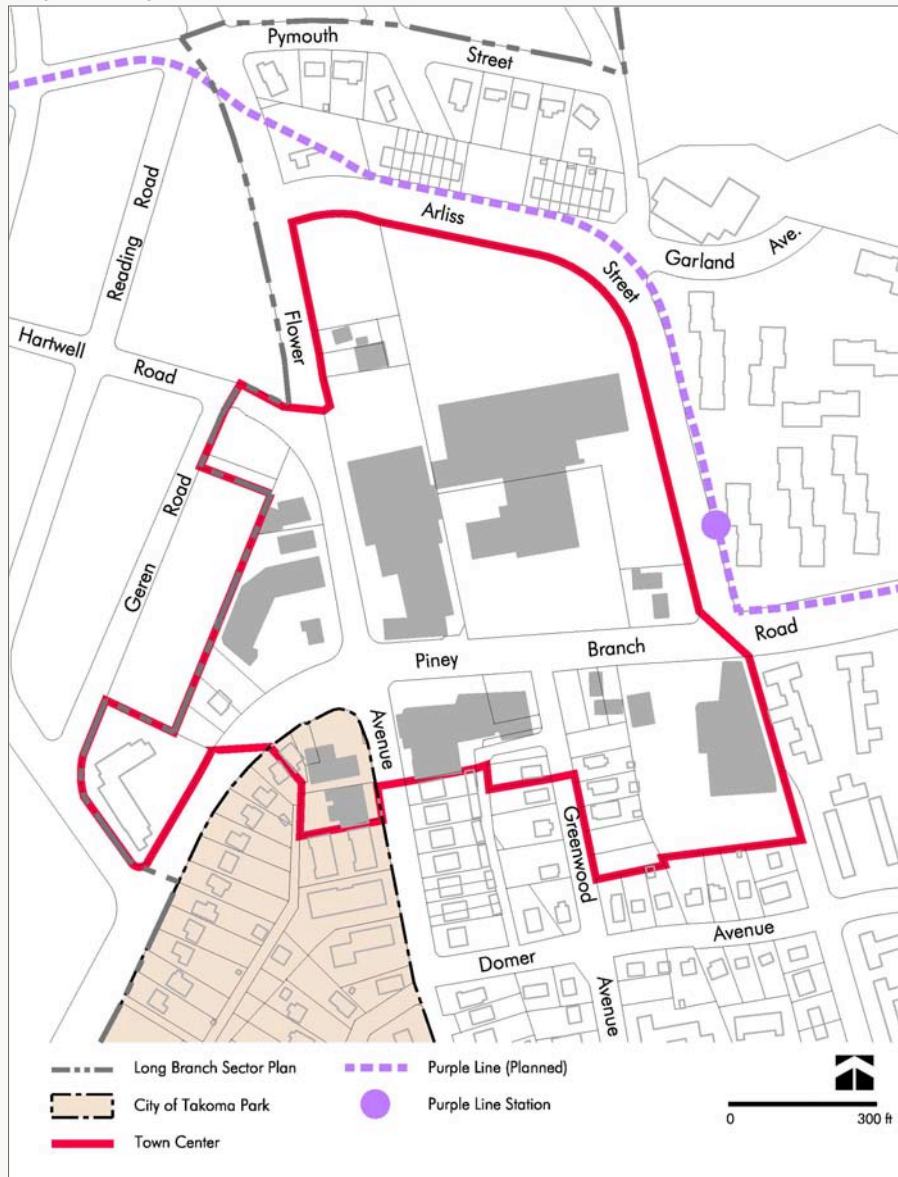 Pymouth
Street
Reading Road
Arliss
Street
Garland Ave.
Hartwell
Road
Flower
Geren Road
Piney
Branch
Road
Avenue
Greenwood
Domer
Avenue
Avenue
Long Branch Sector Plan
City of Takoma Park
Town Center
Purple Line (Planned)
Purple Line Station
0 300 ft